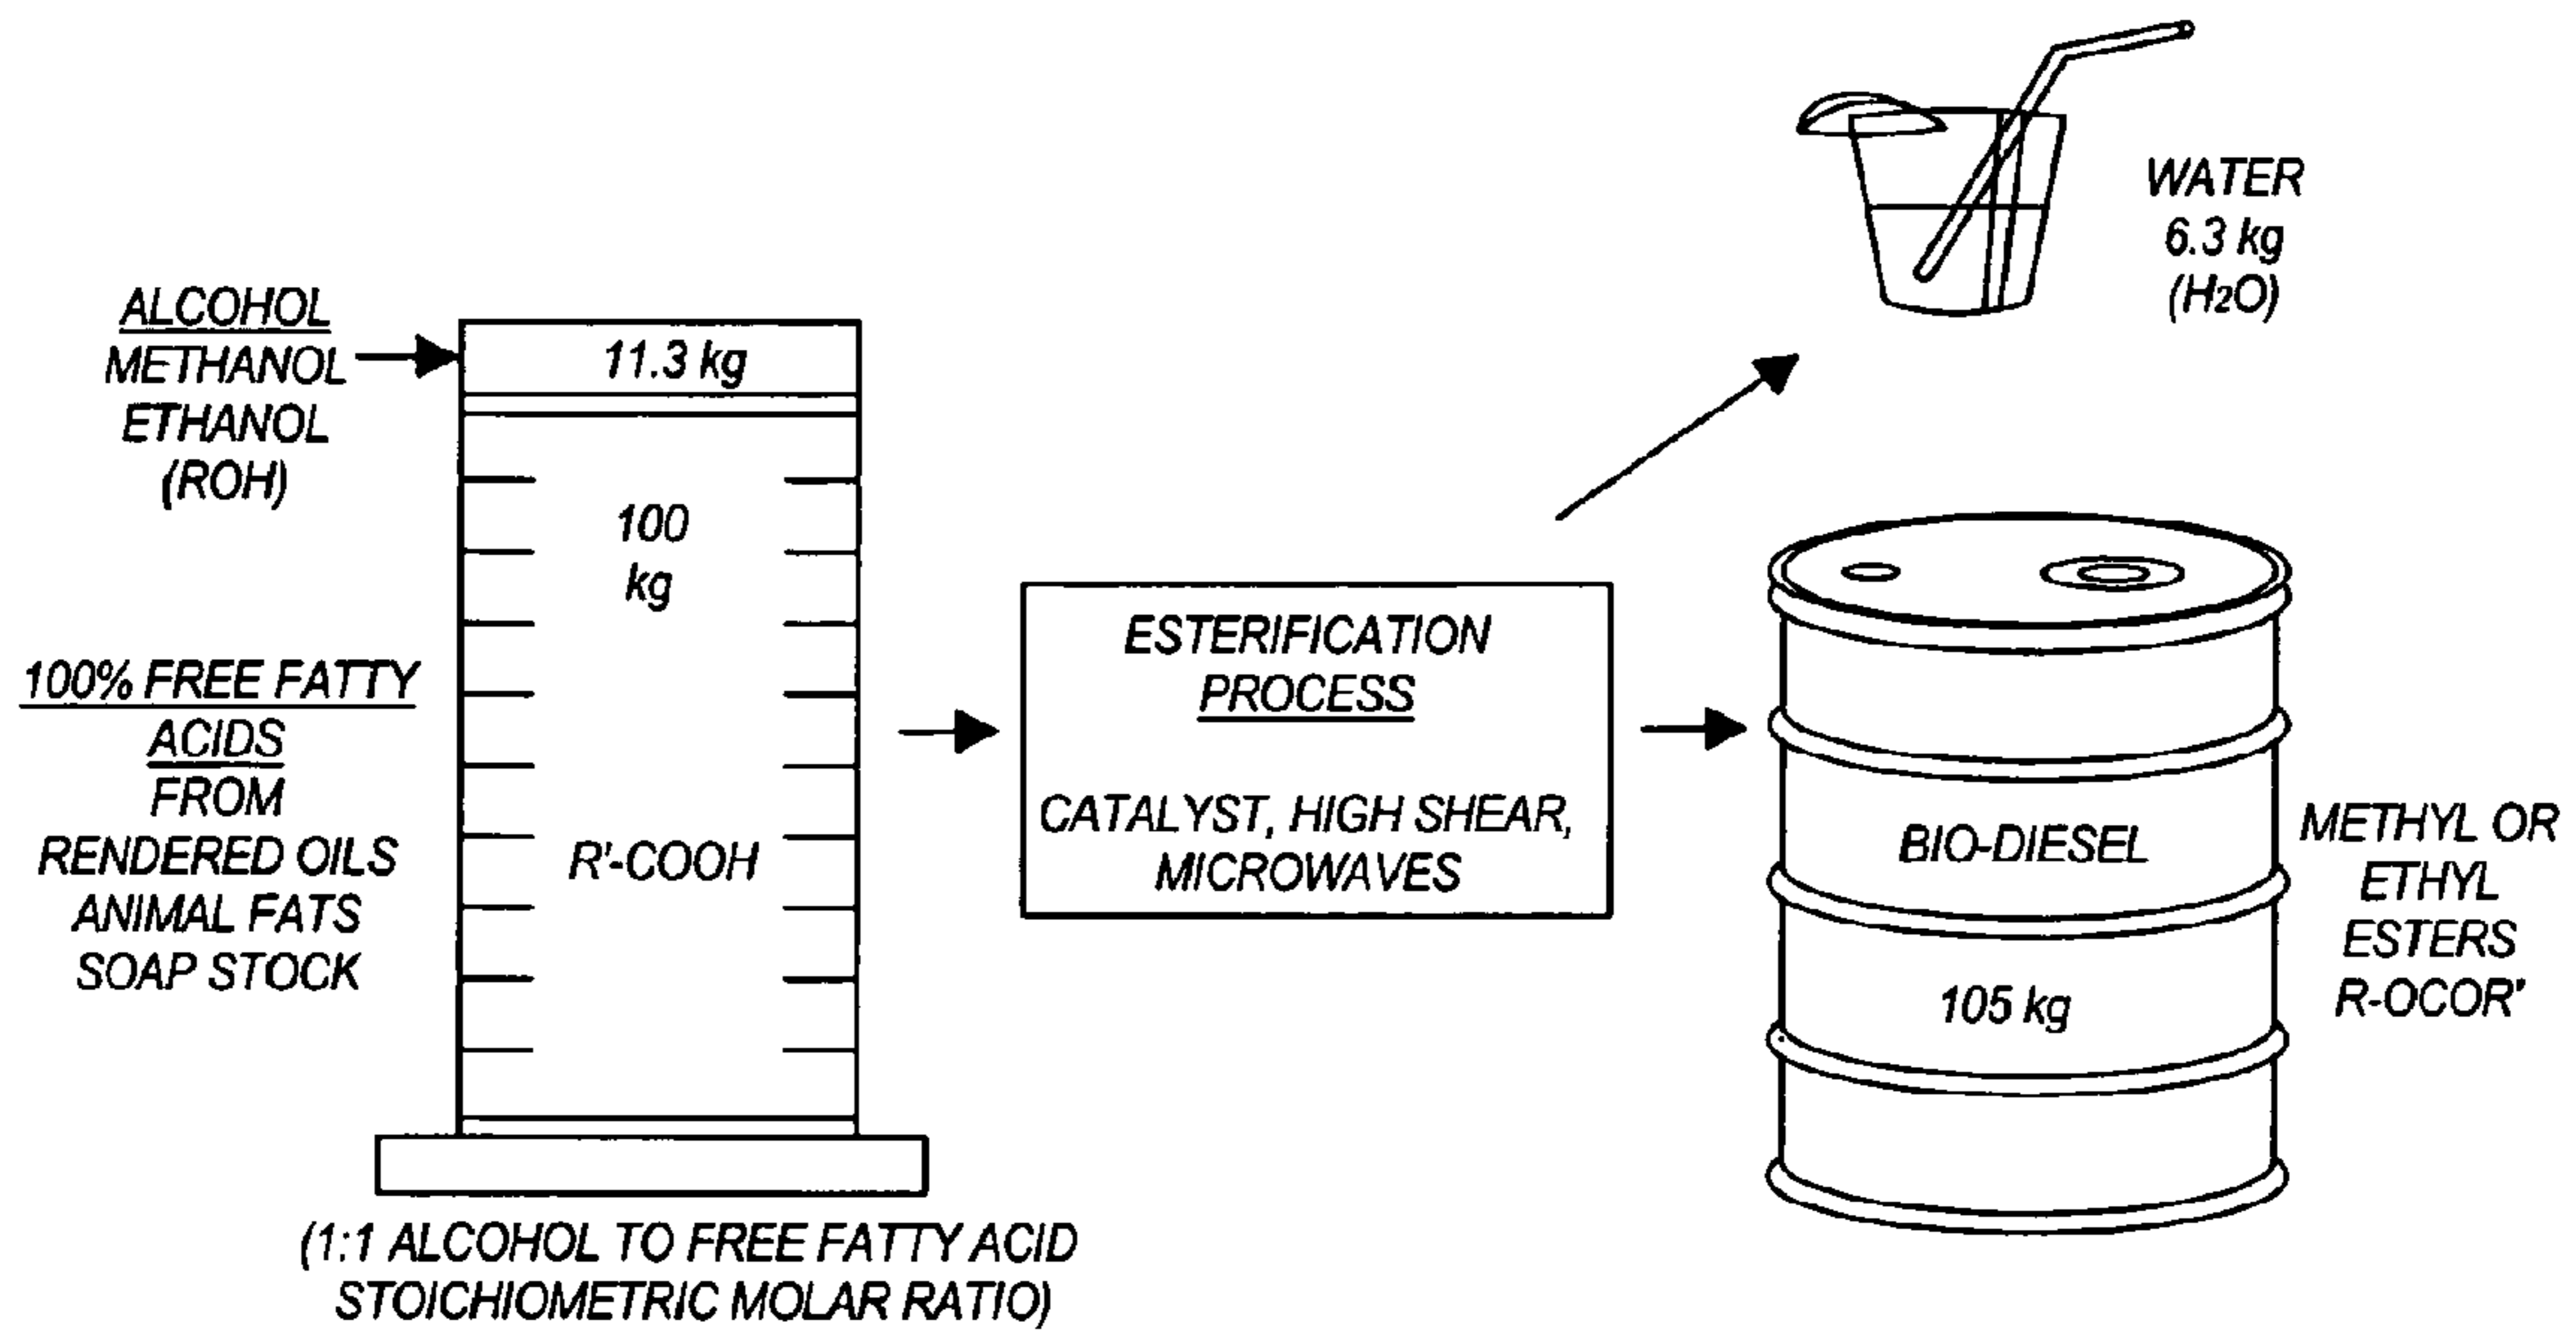 ALCOHOL
METHANOL
ETHANOL
(ROH)
11.3 kg
100% FREE FATTY
ACIDS
FROM
RENDERED OILS
ANIMAL FATS
SOAP STOCK
100
kg
R'-COOH
(1:1 ALCOHOL TO FREE FATTY ACID
STOICHIOMETRIC MOLAR RATIO)
ESTERIFICATION
PROCESS
CATALYST, HIGH SHEAR,
MICROWAVES
WATER
6.3 kg
(H₂O)
BIO-DIESEL
105 kg
METHYL OR
ETHYL
ESTERS
R-OCOR'